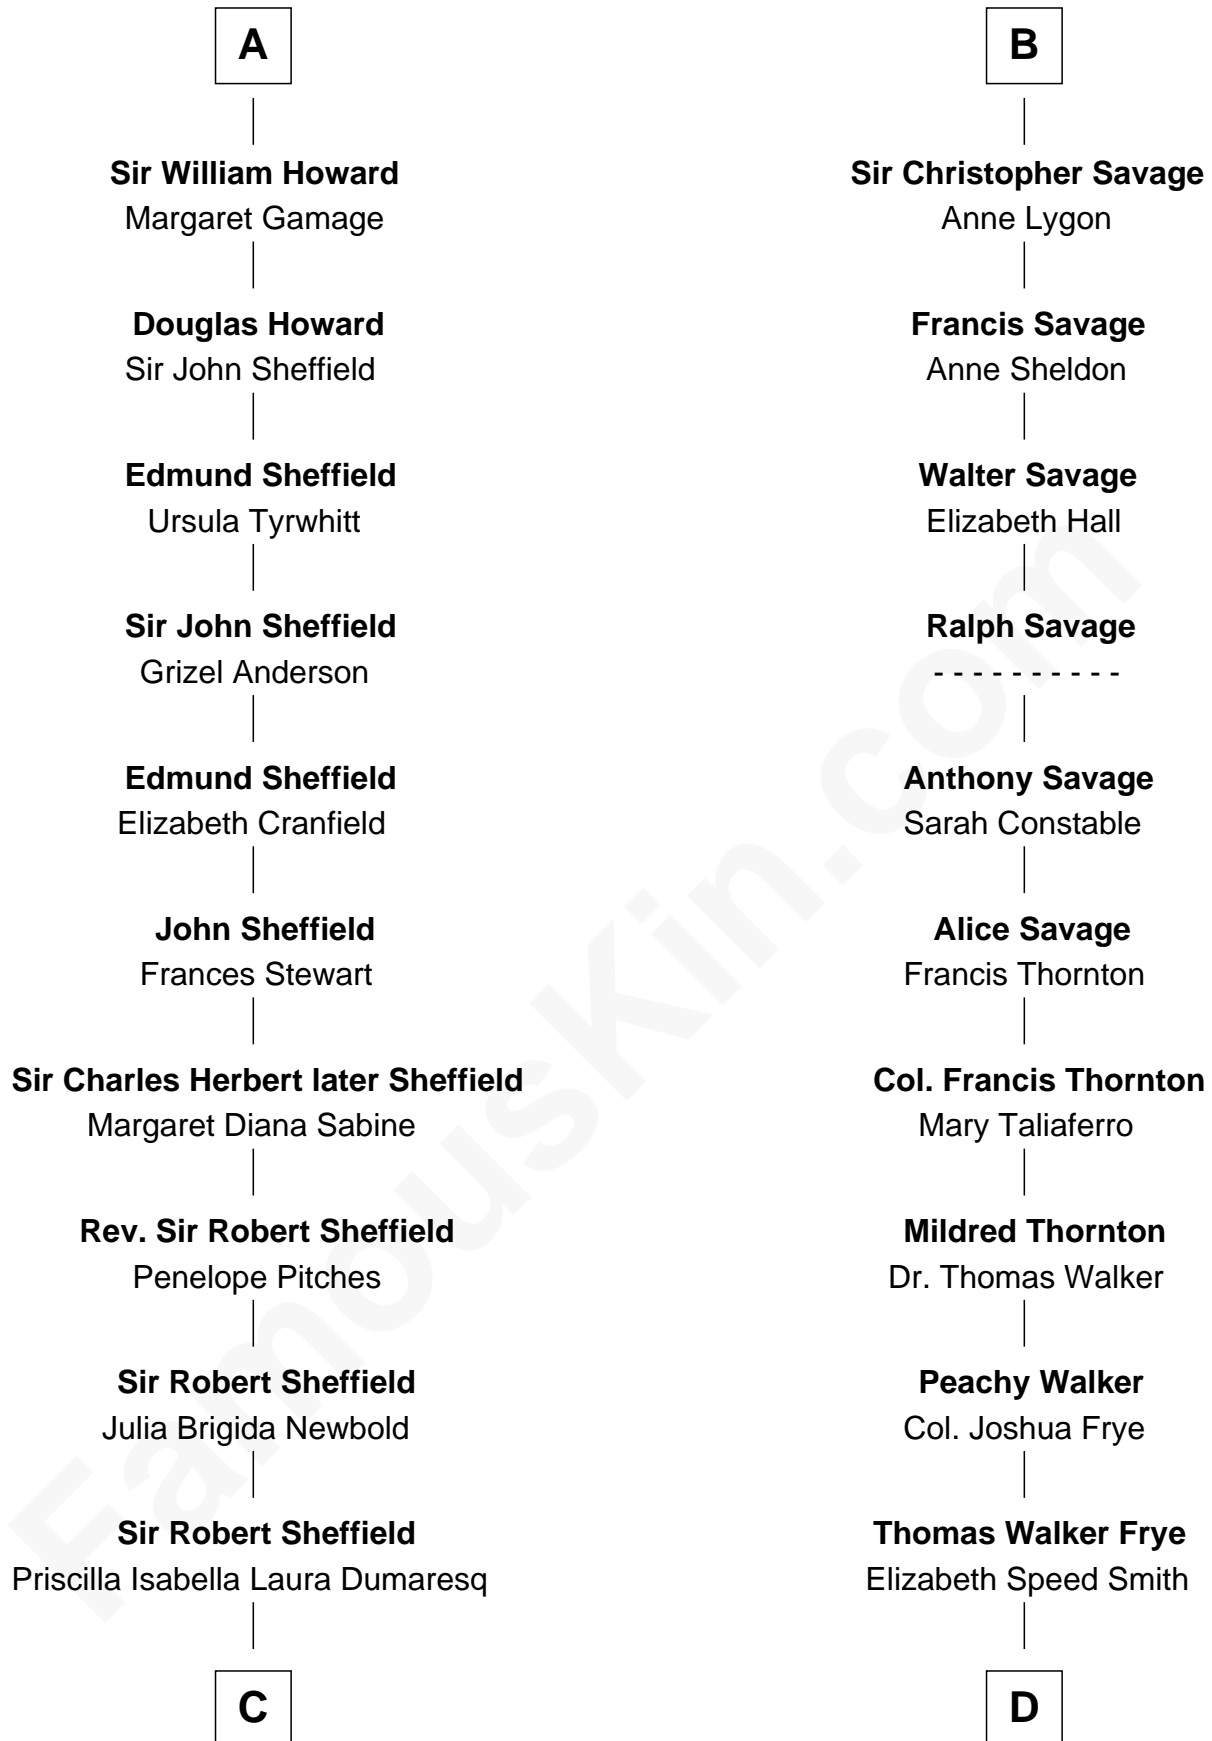 A
Sir William Howard
Margaret Gamage
Douglas Howard
Sir John Sheffield
Edmund Sheffield
Ursula Tyrwhitt
Sir John Sheffield
Grizel Anderson
Edmund Sheffield
Elizabeth Cranfield
John Sheffield
Frances Stewart
Sir Charles Herbert later Sheffield
Margaret Diana Sabine
Rev. Sir Robert Sheffield
Penelope Pitches
Sir Robert Sheffield
Julia Brigida Newbold
Sir Robert Sheffield
Priscilla Isabella Laura Dumaresq
C
B
Sir Christopher Savage
Anne Lygon
Francis Savage
Anne Sheldon
Walter Savage
Elizabeth Hall
Ralph Savage
- - - - - - - - - -
Anthony Savage
Sarah Constable
Alice Savage
Francis Thornton
Col. Francis Thornton
Mary Taliaferro
Mildred Thornton
Dr. Thomas Walker
Peachy Walker
Col. Joshua Frye
Thomas Walker Frye
Elizabeth Speed Smith
D
FamousKin.com